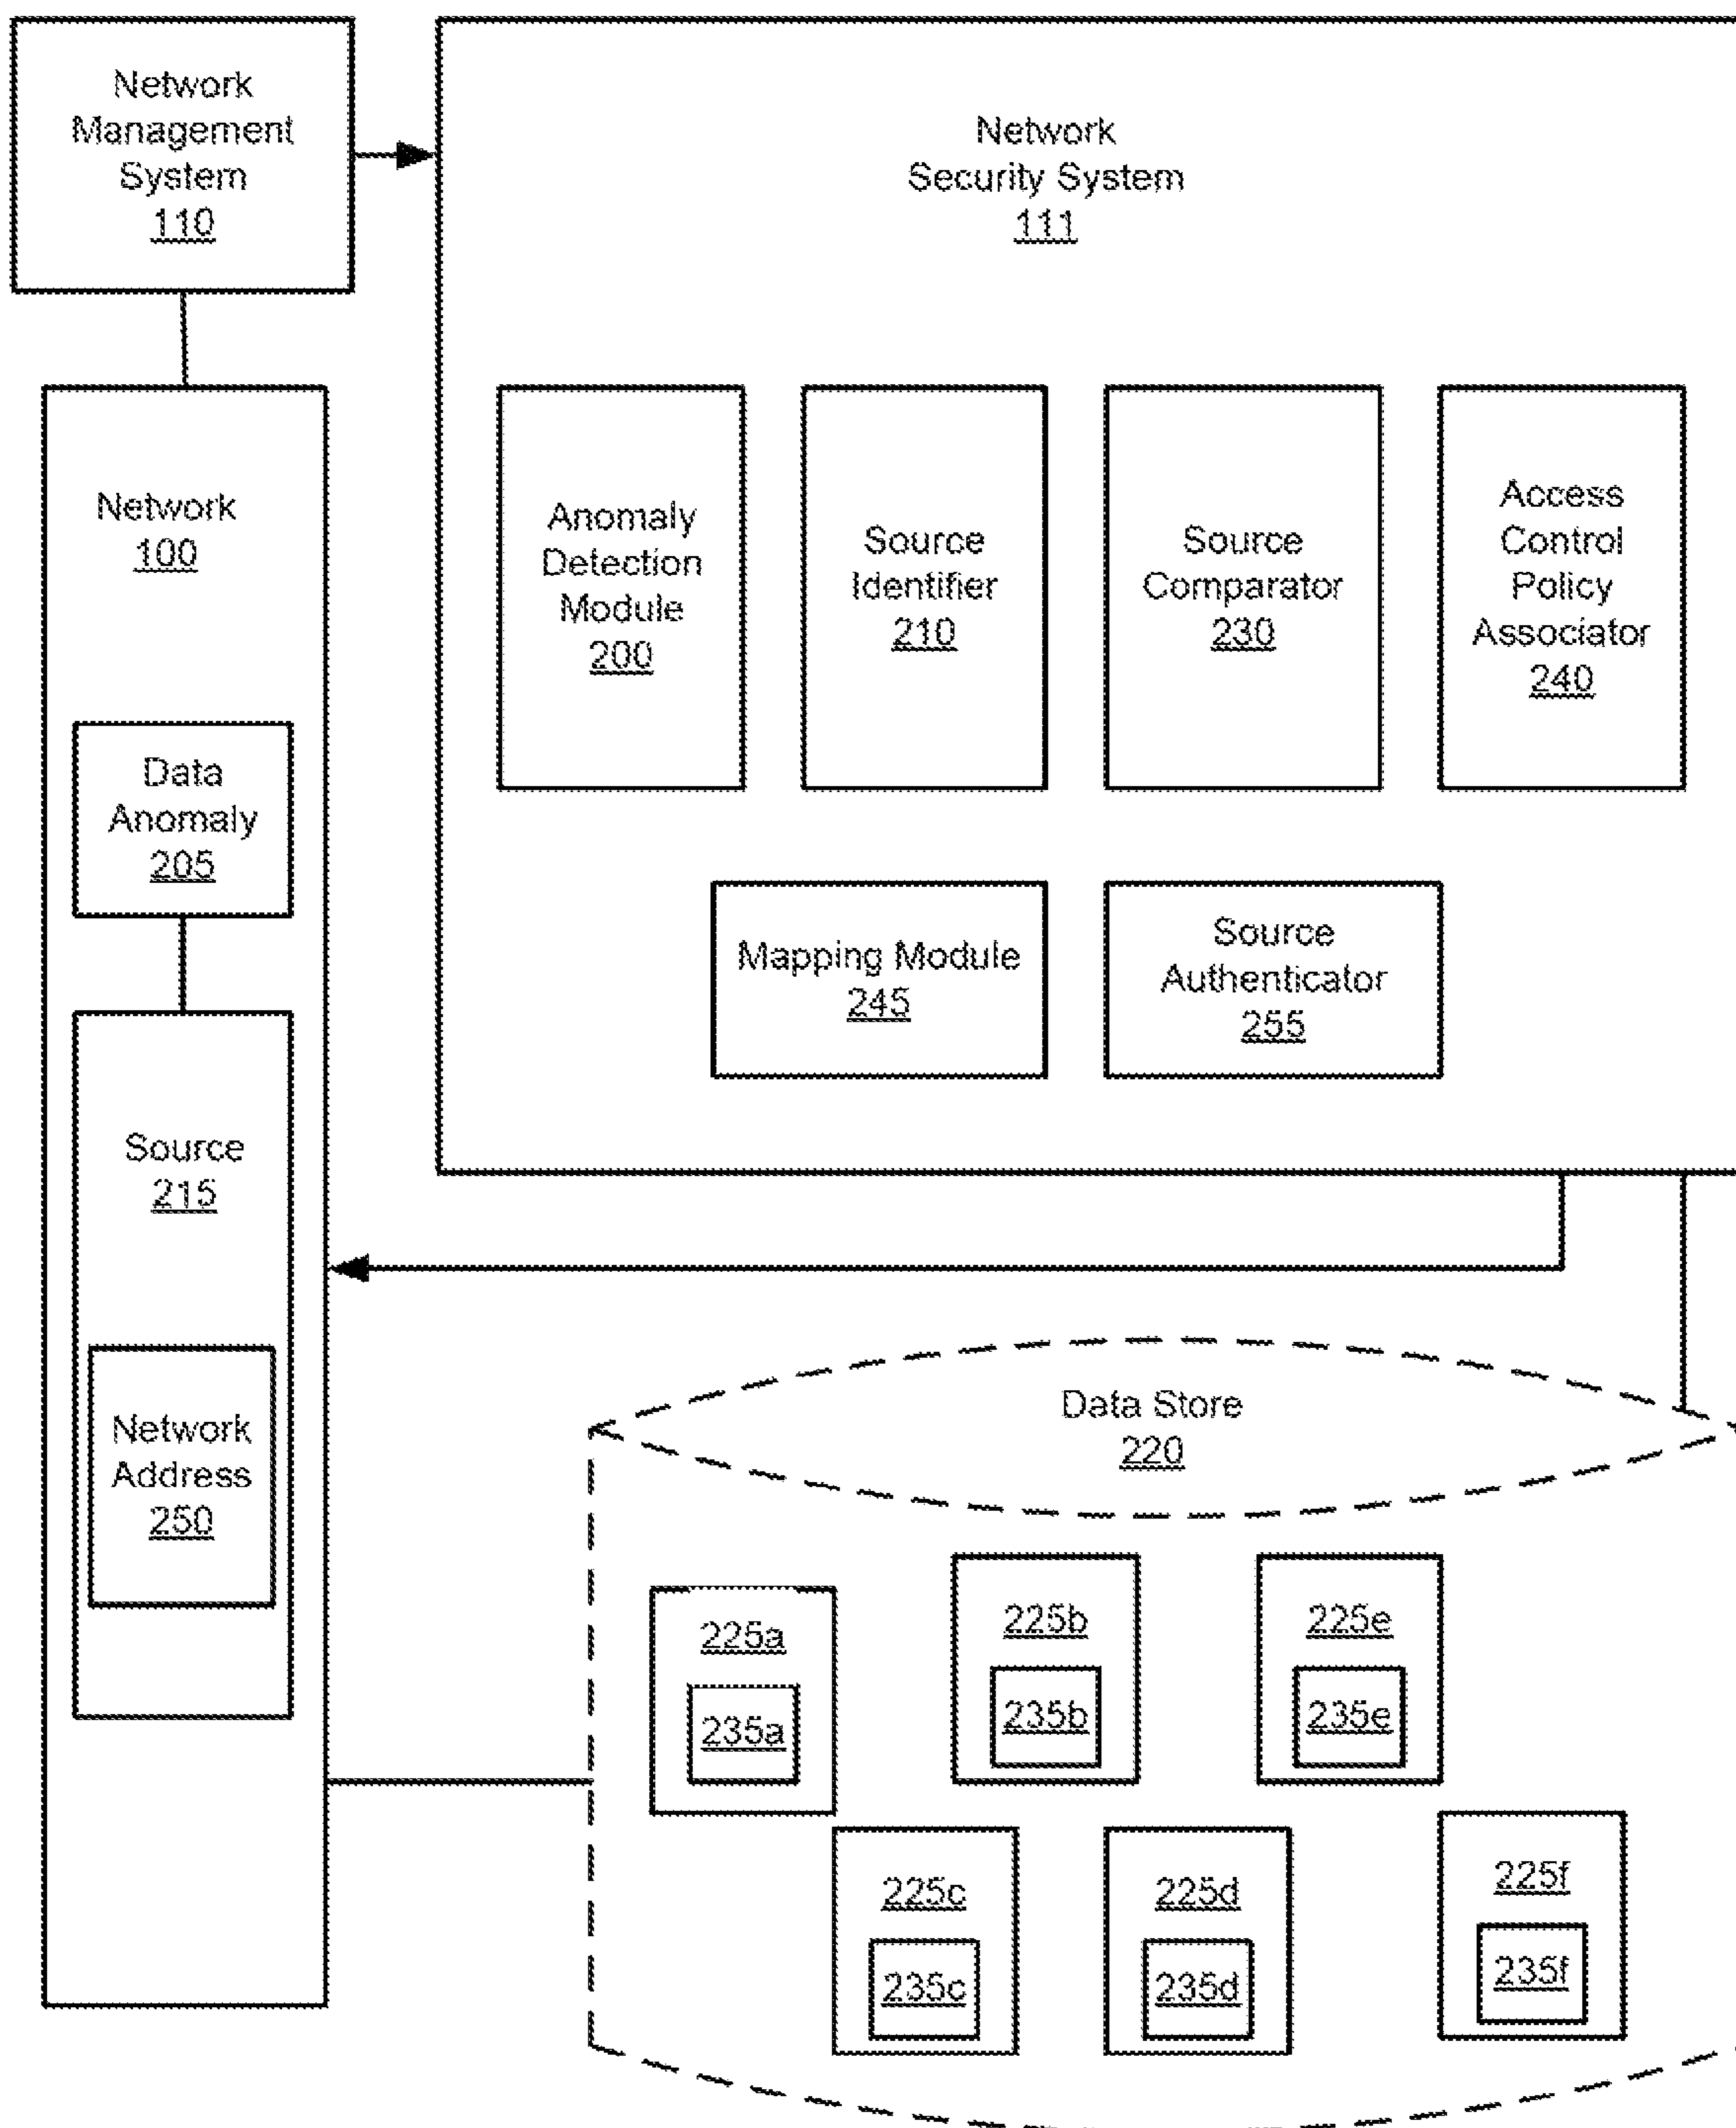 Network
Management
System
110
Network
Security System
111
Network
100
Data
Anomaly
205
Source
215
Network
Address
250
Anomaly
Detection
Module
200
Source
Identifier
210
Source
Comparator
230
Access
Control
Policy
Associator
240
Mapping Module
245
Source
Authenticator
255
Data Store
220
225a
235a
225b
235b
225e
235e
225c
235c
225d
235d
225f
235f